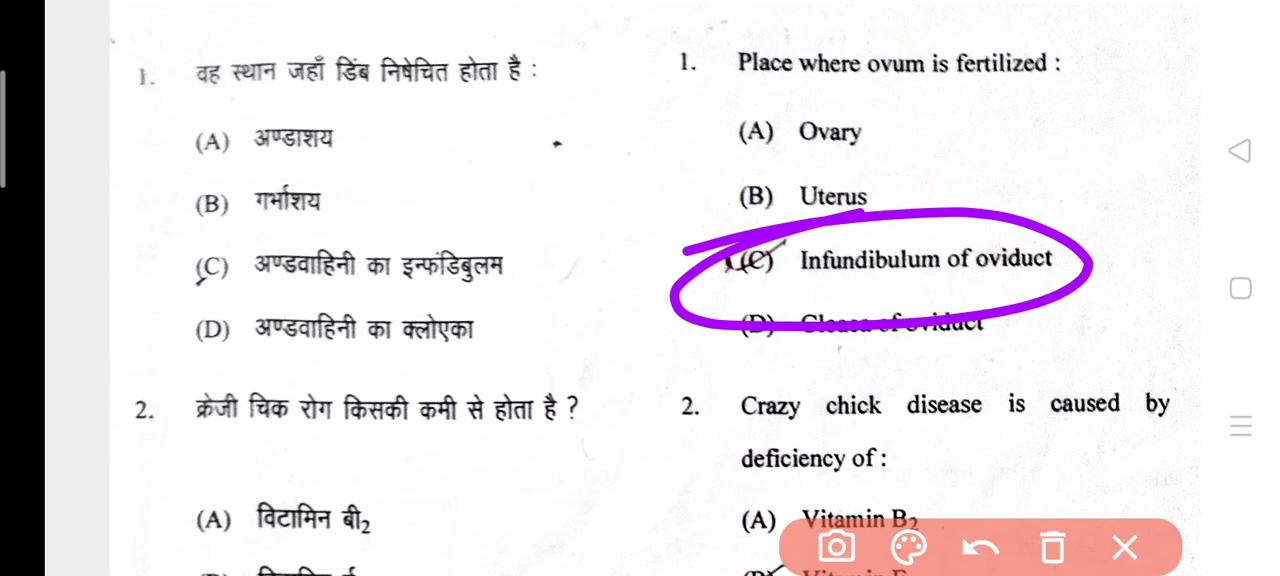 1. वह स्थान जहाँ डिंब निषेचित होता है :
(A) अण्डाशय
(B) गर्भाशय
(C) अण्डवाहिनी का इन्फंडिबुलम
(D) अण्डवाहिनी का क्लोएका
2. क्रेजी चिक रोग किसकी कमी से होता है ?
(A) विटामिन बी₂
1. Place where ovum is fertilized :
(A) Ovary
(B) Uterus
(C) Infundibulum of oviduct
(D) of oviduct
2. Crazy chick disease is caused by
deficiency of :
(A) Vitamin B₂